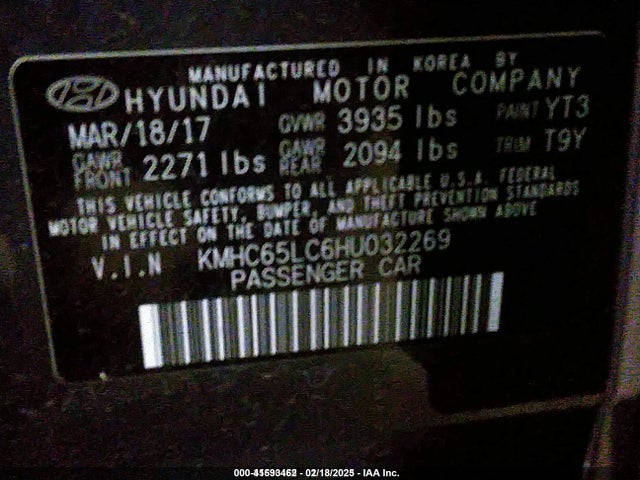 MANUFACTURED IN KOREA BY
HYUNDAI MOTOR COMPANY
MAR/18/17 GVWR 3935 lbs PAINT YT3
GAWR FRONT 2271 lbs GAWR REAR 2094 lbs TRIM T9Y
THIS VEHICLE CONFORMS TO ALL APPLICABLE U.S.A. FEDERAL
MOTOR VEHICLE SAFETY, BUMPER, AND THEFT PREVENTION STANDARDS
IN EFFECT ON THE DATE OF MANUFACTURE SHOWN ABOVE
V.I.N KMHC65LC6HU032269
PASSENGER CAR
02/18/2025 - IAA Inc.